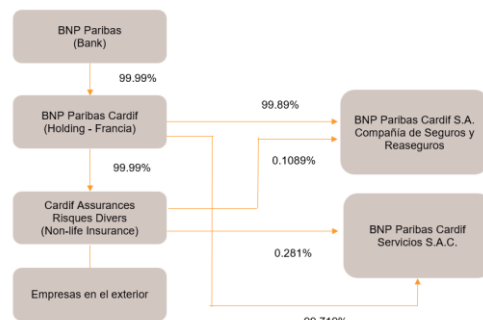 BNP Paribas
(Bank)
99.99%
BNP Paribas Cardif
(Holding - Francia)
99.89%
BNP Paribas Cardif S.A.
Compañía de Seguros y
Reaseguros
0.1089%
99.99%
Cardif Assurances
Risques Divers
(Non-life Insurance)
BNP Paribas Cardif
Servicios S.A.C.
0.281%
Empresas en el exterior